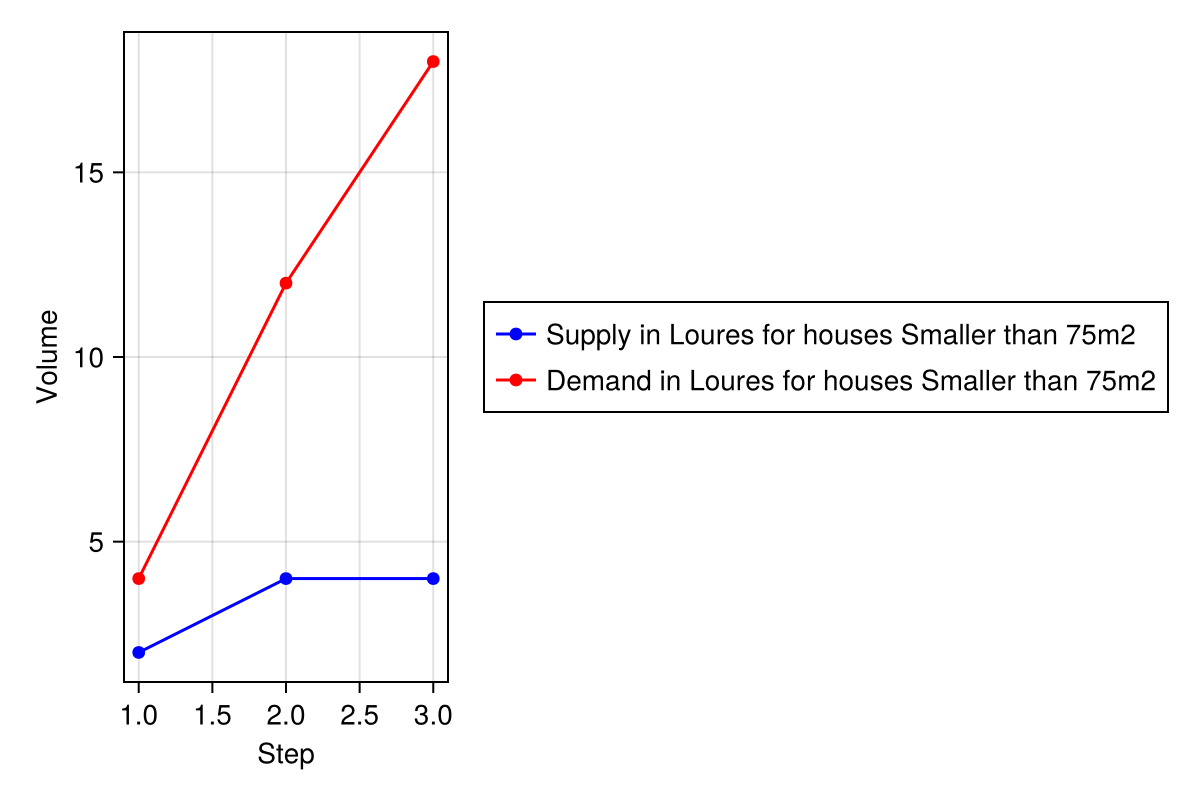 Volume
15
10
5
1.0 1.5 2.0 2.5 3.0
Step
Supply in Loures for houses Smaller than 75m2
Demand in Loures for houses Smaller than 75m2